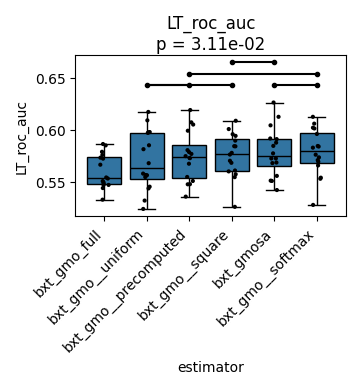 LT_roc_auc
p = 3.11e-02
LT_roc_auc
0.65
0.60
0.55
bxt_gmo_full
bxt_gmo__uniform
bxt_gmo__precomputed
bxt_gmo__square
bxt_gmosa
bxt_gmo__softmax
estimator